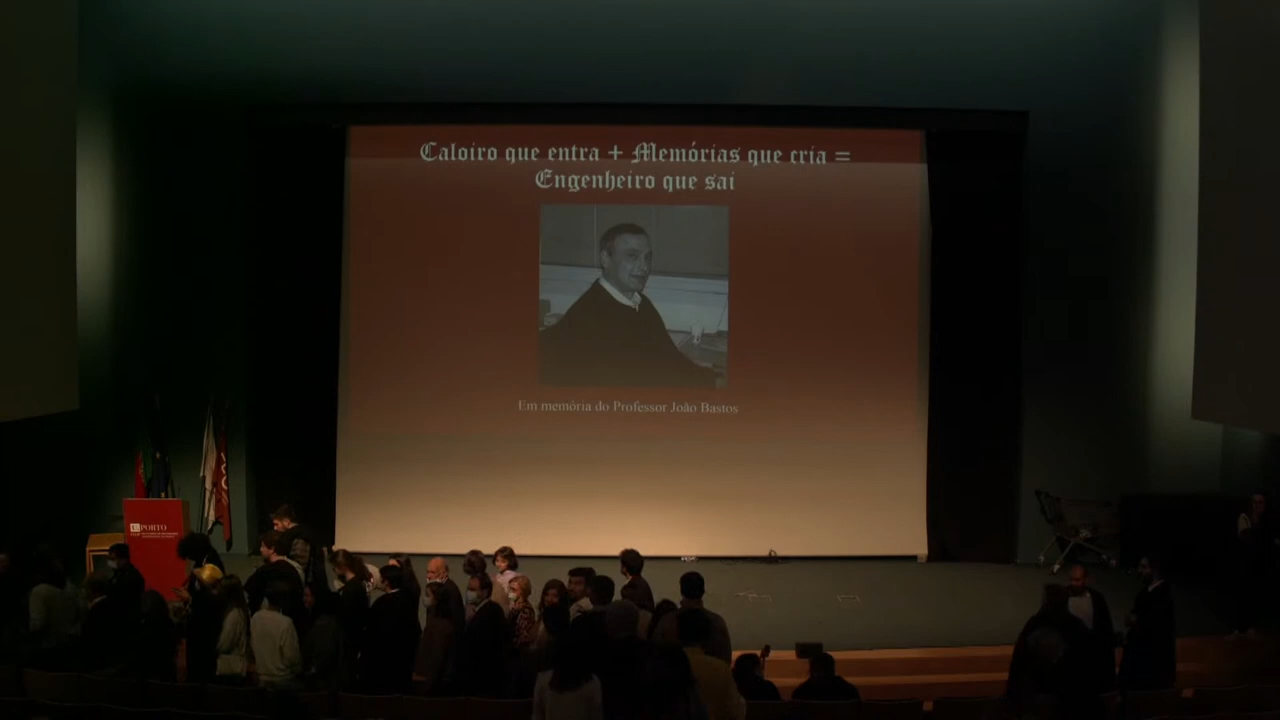 Caloiro que entra + Memórias que cria =
Engenheiro que sai
Em memória do Professor João Bastos
U. PORTO